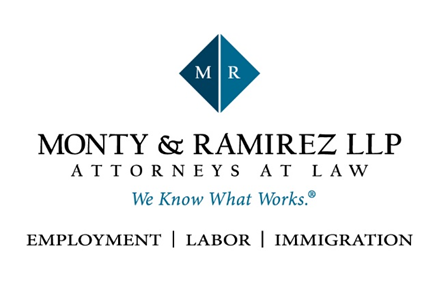 M R
MONTY & RAMIREZ LLP
ATTORNEYS AT LAW
We Know What Works.®
EMPLOYMENT | LABOR | IMMIGRATION